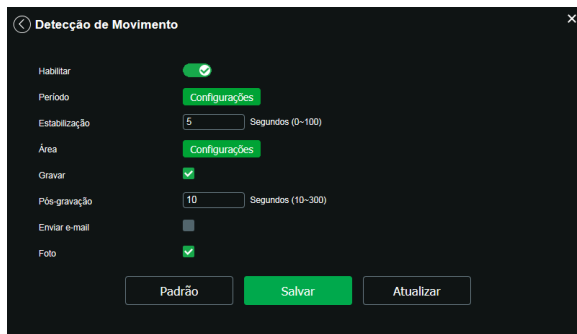 Detecção de Movimento
Habilitar
Período Configurações
Estabilização 5 Segundos (0~100)
Área Configurações
Gravar
Pós-gravação 10 Segundos (10~300)
Enviar e-mail
Foto
Padrão Salvar Atualizar